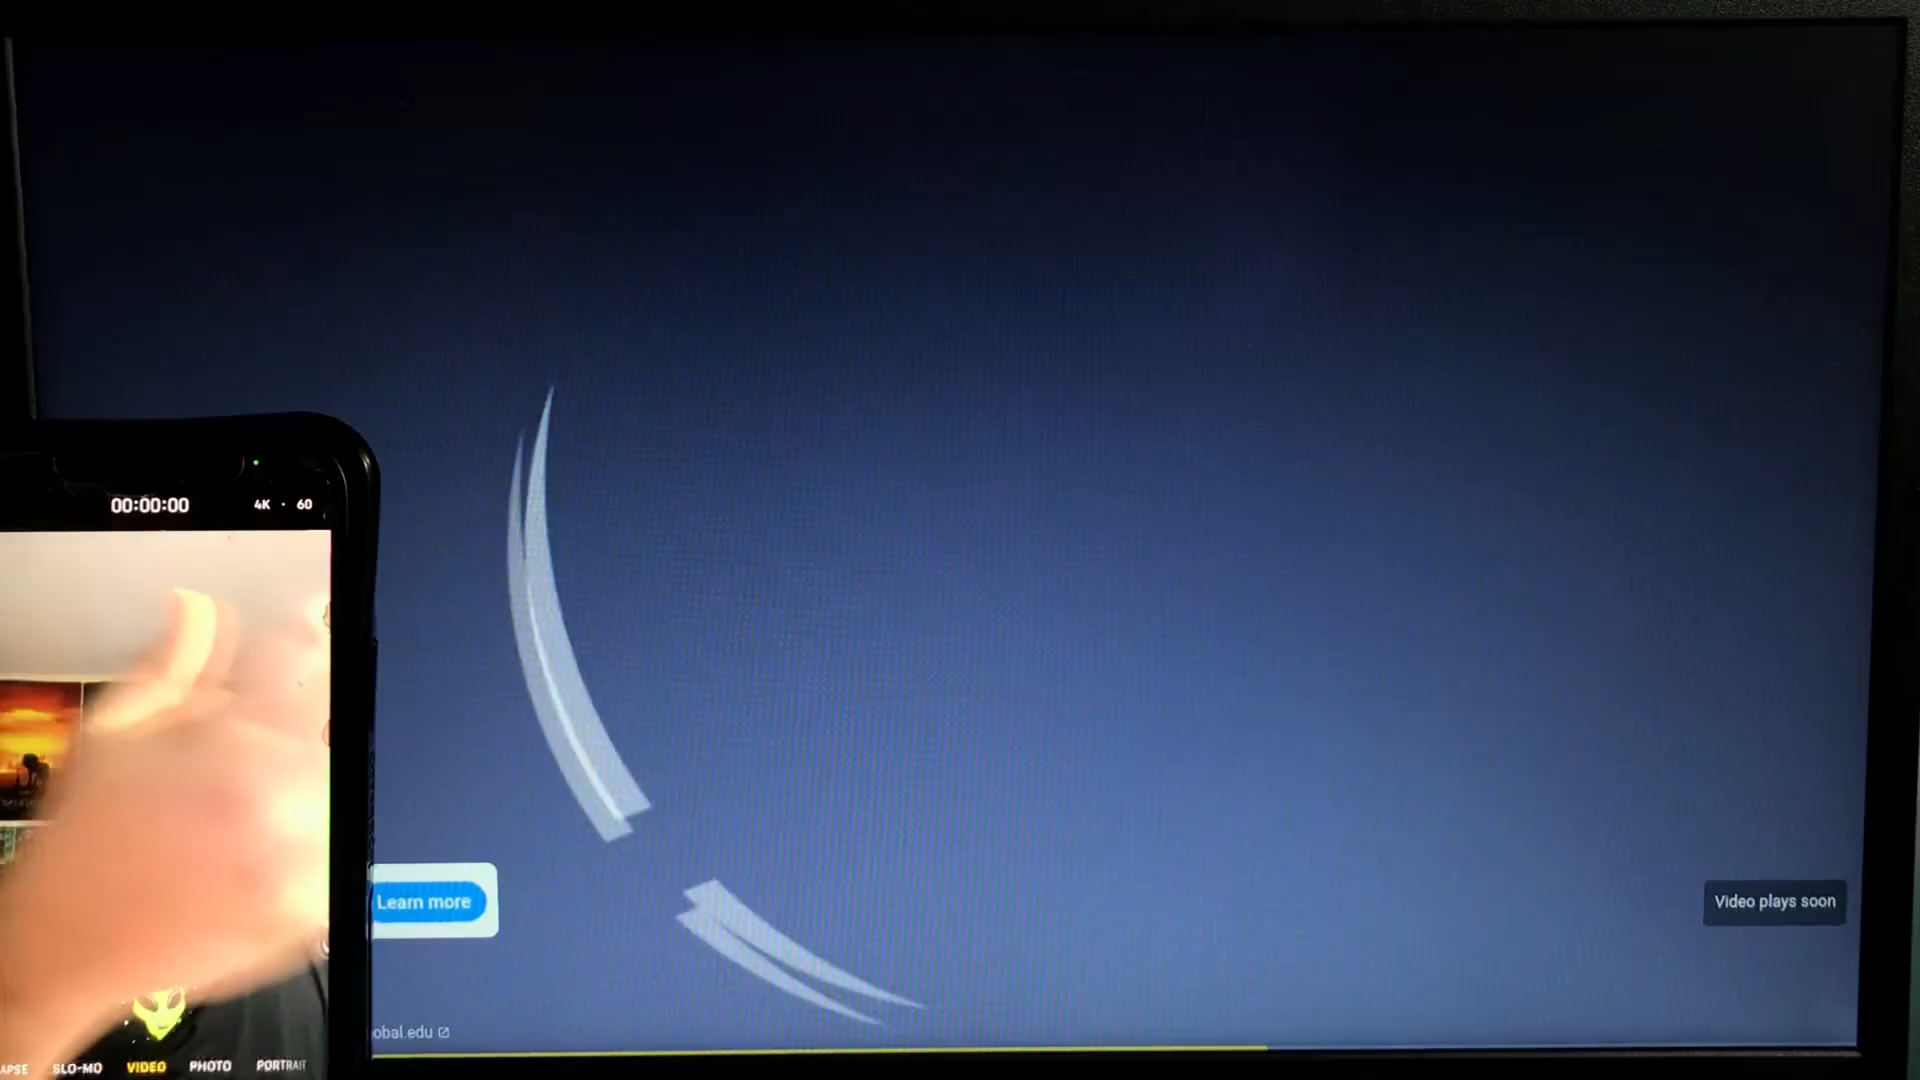 00:00:00
4K · 60
Learn more
Video plays soon
obal.edu
APSE SLO-MO VIDEO PHOTO PORTRAIT